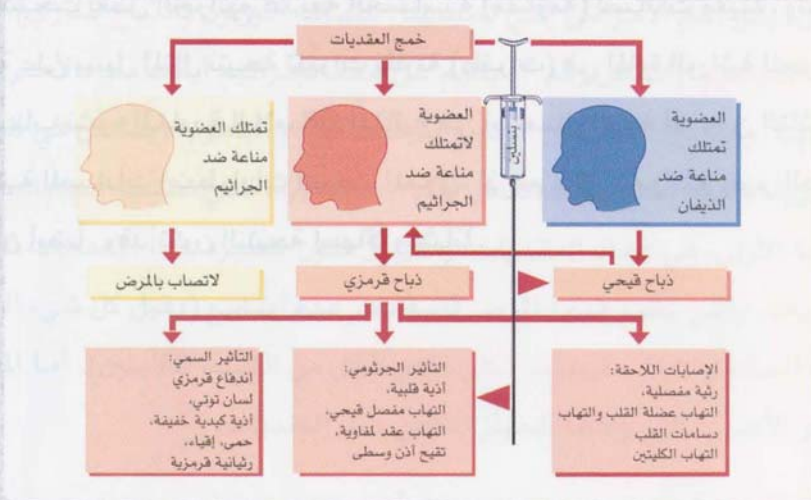 خمج العقديات
العضوية
تمتلك
مناعة ضد
الذيفان
بنسلين
العضوية
لاتمتلك
مناعة ضد
الجراثيم
تمتلك العضوية
مناعة ضد
الجراثيم
ذباح قيحي
ذباح قرمزي
لاتصاب بالمرض
الإصابات اللاحقة:
رثية مفصلية،
التهاب عضلة القلب والتهاب
دسامات القلب
التهاب الكليتين
التأثير الجرثومي:
أذية قلبية،
التهاب مفصل قيحي،
التهاب عقد لمفاوية،
تقيح أذن وسطى
التأثير السمي:
اندفاع قرمزي
لسان توتي،
أذية كبدية خفيفة،
حمى، إقياء،
رثيانية قرمزية